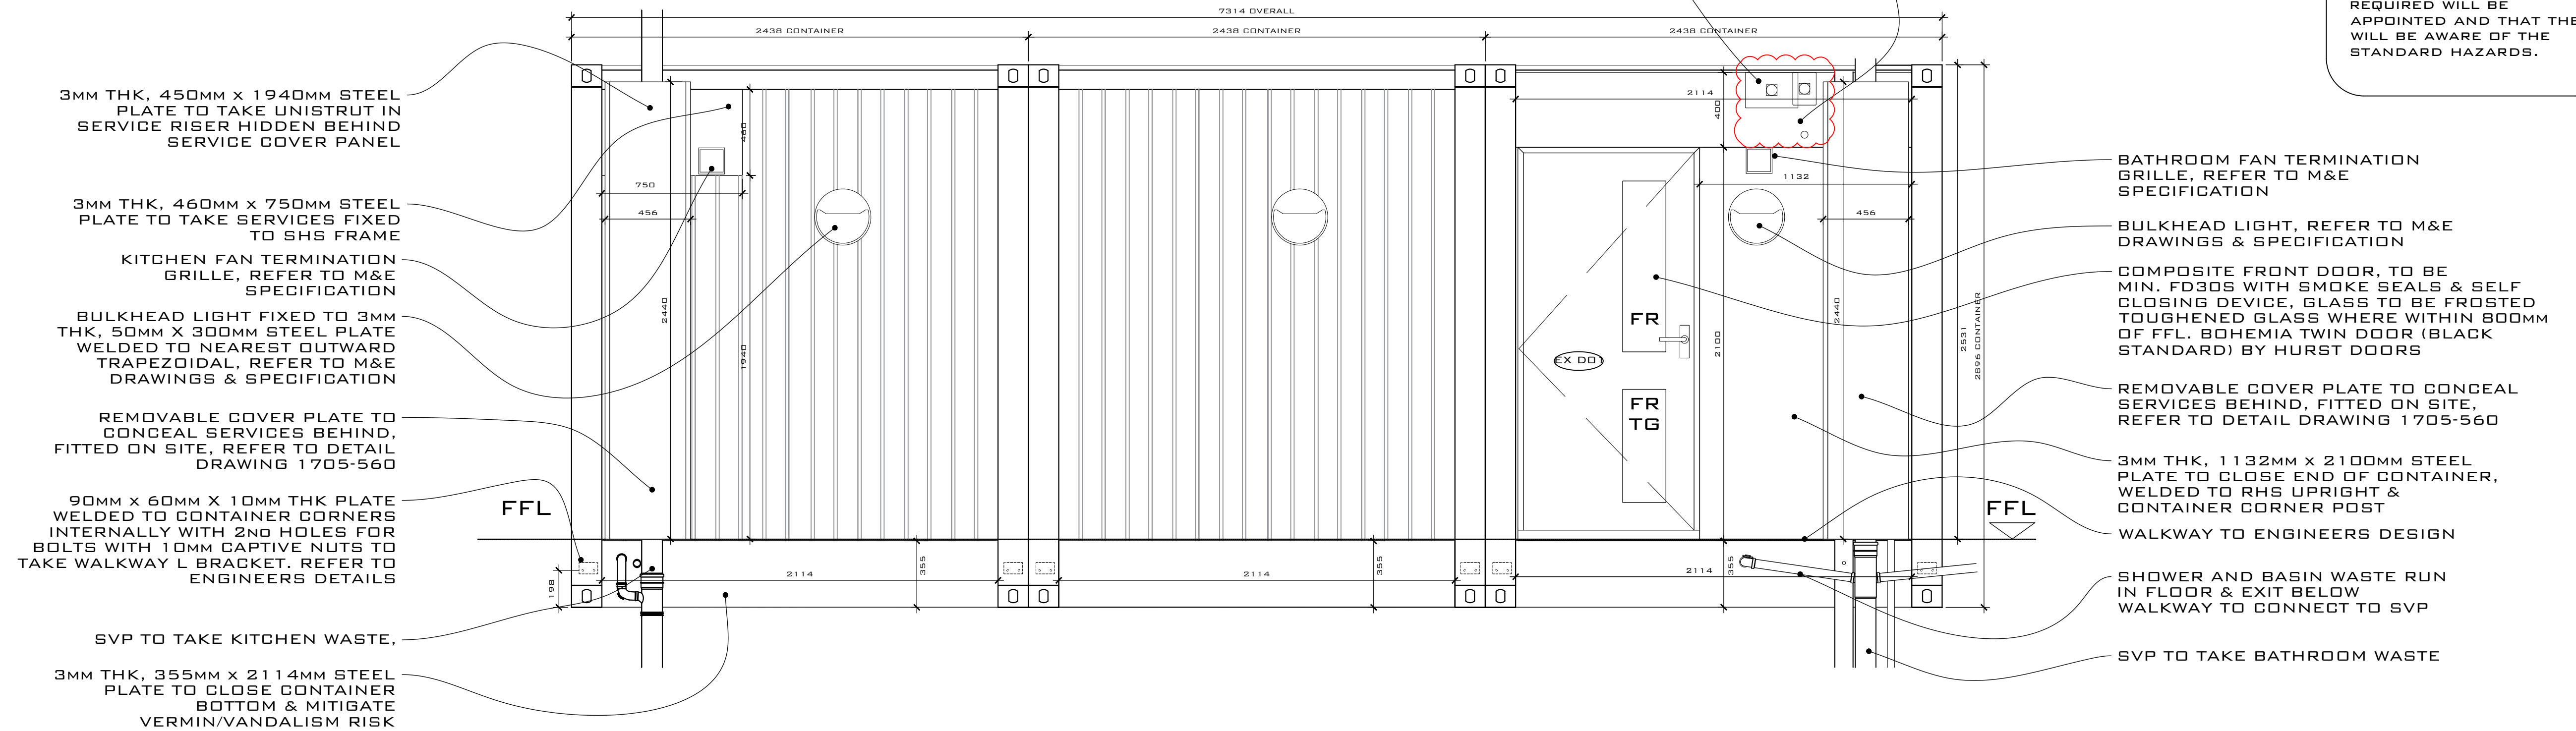 7314 OVERALL
2438 CONTAINER
2438 CONTAINER
2438 CONTAINER
REQUIRED WILL BE
APPOINTED AND THAT THE
WILL BE AWARE OF THE
STANDARD HAZARDS.
3MM THK, 450MM x 1940MM STEEL
PLATE TO TAKE UNISTRUT IN
SERVICE RISER HIDDEN BEHIND
SERVICE COVER PANEL
3MM THK, 460MM x 750MM STEEL
PLATE TO TAKE SERVICES FIXED
TO SHS FRAME
KITCHEN FAN TERMINATION
GRILLE, REFER TO M&E
SPECIFICATION
BULKHEAD LIGHT FIXED TO 3MM
THK, 50MM X 300MM STEEL PLATE
WELDED TO NEAREST OUTWARD
TRAPEZOIDAL, REFER TO M&E
DRAWINGS & SPECIFICATION
REMOVABLE COVER PLATE TO
CONCEAL SERVICES BEHIND,
FITTED ON SITE, REFER TO DETAIL
DRAWING 1705-560
90MM x 60MM X 10MM THK PLATE
WELDED TO CONTAINER CORNERS
INTERNALLY WITH 2NO HOLES FOR
BOLTS WITH 10MM CAPTIVE NUTS TO
TAKE WALKWAY L BRACKET. REFER TO
ENGINEERS DETAILS
SVP TO TAKE KITCHEN WASTE,
3MM THK, 355MM x 2114MM STEEL
PLATE TO CLOSE CONTAINER
BOTTOM & MITIGATE
VERMIN/VANDALISM RISK
460
750
456
2440
1940
FFL
198
2114
355
2114
355
2114
400
1132
456
FR
EX D01
FR
TG
2100
2440
2531
2896 CONTAINER
2114
355
FFL
BATHROOM FAN TERMINATION
GRILLE, REFER TO M&E
SPECIFICATION
BULKHEAD LIGHT, REFER TO M&E
DRAWINGS & SPECIFICATION
COMPOSITE FRONT DOOR, TO BE
MIN. FD30S WITH SMOKE SEALS & SELF
CLOSING DEVICE, GLASS TO BE FROSTED
TOUGHENED GLASS WHERE WITHIN 800MM
OF FFL. BOHEMIA TWIN DOOR (BLACK
STANDARD) BY HURST DOORS
REMOVABLE COVER PLATE TO CONCEAL
SERVICES BEHIND, FITTED ON SITE,
REFER TO DETAIL DRAWING 1705-560
3MM THK, 1132MM x 2100MM STEEL
PLATE TO CLOSE END OF CONTAINER,
WELDED TO RHS UPRIGHT &
CONTAINER CORNER POST
WALKWAY TO ENGINEERS DESIGN
SHOWER AND BASIN WASTE RUN
IN FLOOR & EXIT BELOW
WALKWAY TO CONNECT TO SVP
SVP TO TAKE BATHROOM WASTE